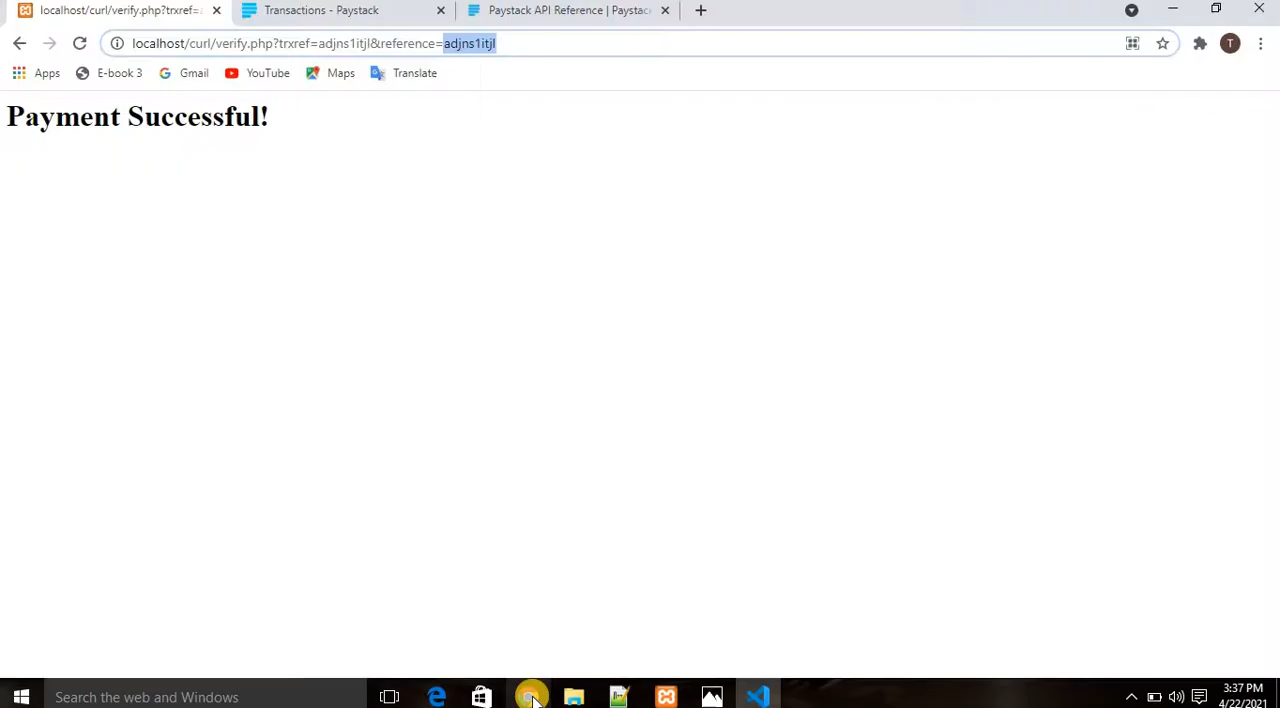 localhost/curl/verify.php?trxref=
Transactions - Paystack
Paystack API Reference | Paystac
localhost/curl/verify.php?trxref=adjns1itjl&reference=adjns1itjl
T
Apps
E-book 3
Gmail
YouTube
Maps
Translate
Payment Successful!
Search the web and Windows
3:37 PM
4/22/2021